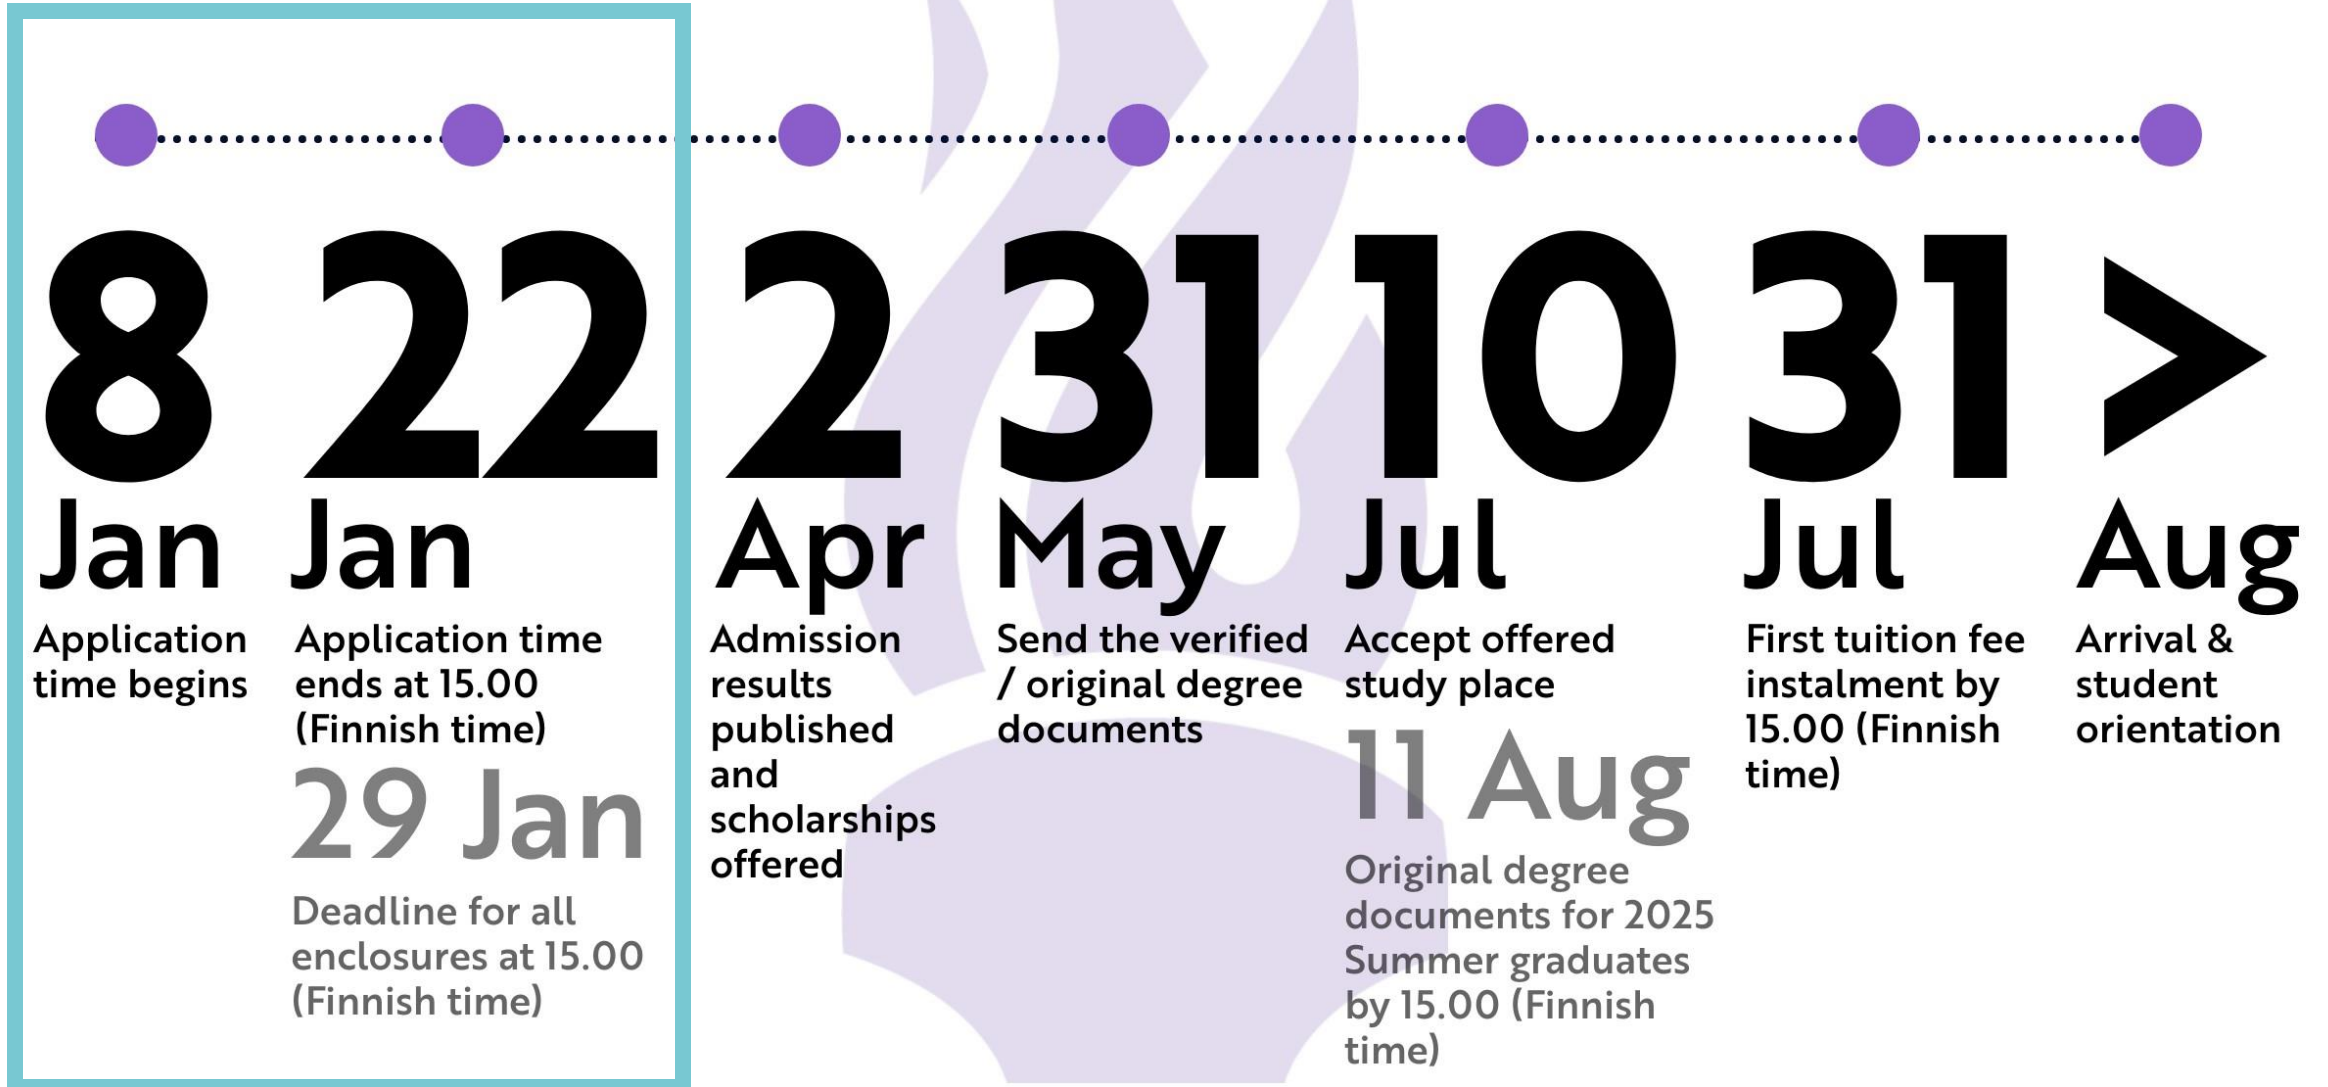 8
Jan
Application
time begins
22
Jan
Application time
ends at 15.00
(Finnish time)
29 Jan
Deadline for all
enclosures at 15.00
(Finnish time)
2
Apr
Admission
results
published
and
scholarships
offered
31
May
Send the verified
/ original degree
documents
10
Jul
Accept offered
study place
11 Aug
Original degree
documents for 2025
Summer graduates
by 15.00 (Finnish
time)
31
Jul
First tuition fee
instalment by
15.00 (Finnish
time)
>
Aug
Arrival &
student
orientation